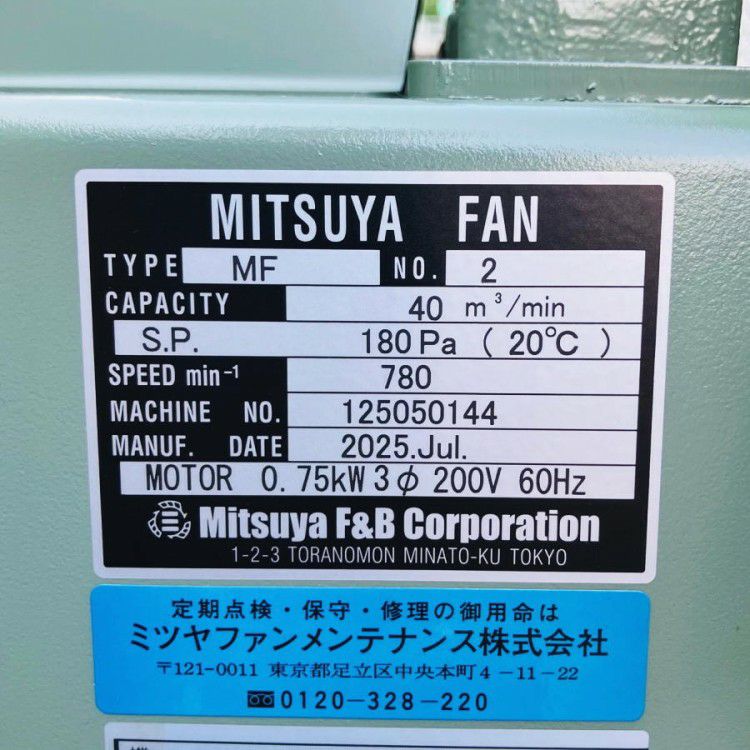 MITSUYA FAN
TYPE MF NO. 2
CAPACITY 40 m³/min
S.P. 180 Pa ( 20℃ )
SPEED min⁻¹ 780
MACHINE NO. 125050144
MANUF. DATE 2025.Jul.
MOTOR 0.75kW 3φ 200V 60Hz
Mitsuya F&B Corporation
1-2-3 TORANOMON MINATO-KU TOKYO
定期点検・保守・修理の御用命は
ミツヤファンメンテナンス株式会社
〒121-0011 東京都足立区中央本町4-11-22
0120-328-220